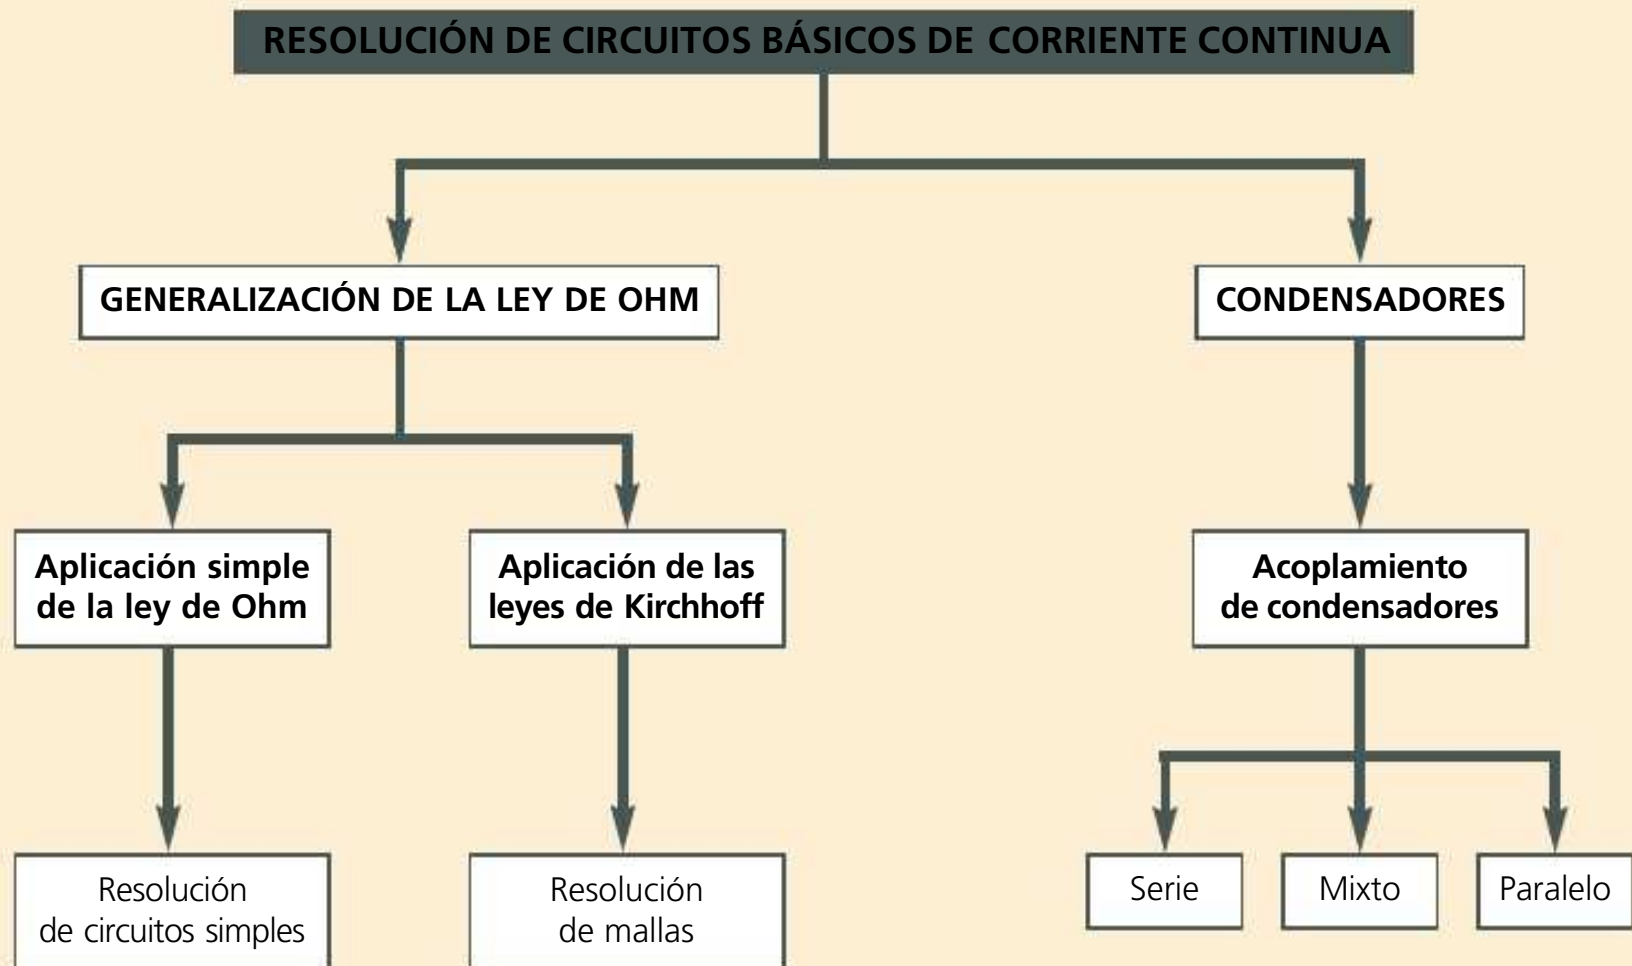 RESOLUCIÓN DE CIRCUITOS BÁSICOS DE CORRIENTE CONTINUA
GENERALIZACIÓN DE LA LEY DE OHM
CONDENSADORES
Aplicación simple
de la ley de Ohm
Aplicación de las
leyes de Kirchhoff
Acoplamiento
de condensadores
Resolución
de circuitos simples
Resolución
de mallas
Serie
Mixto
Paralelo